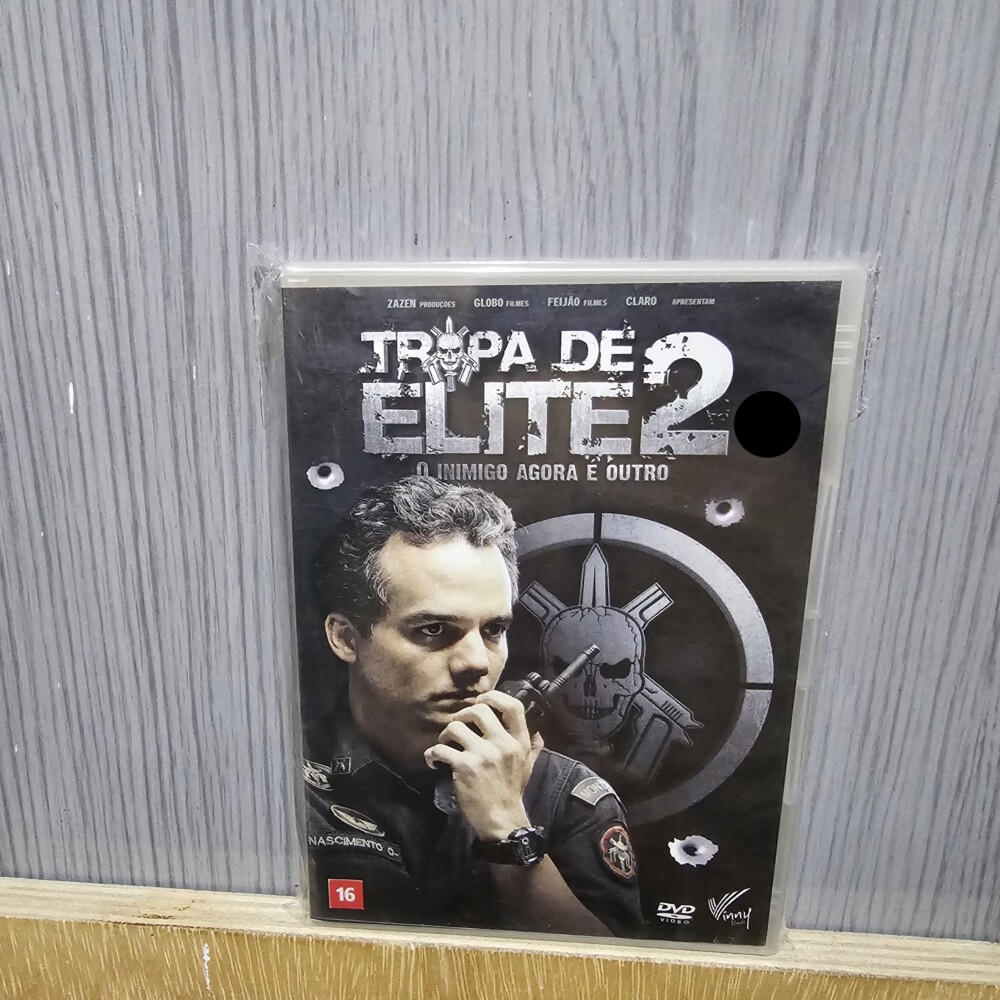 ZAZEN PRODUÇÕES GLOBO FILMES FEIJÃO FILMES CLARO APRESENTAM
TROPA DE
ELITE 2
O INIMIGO AGORA É OUTRO
NASCIMENTO O-
16
DVD
VIDEO
Vinny